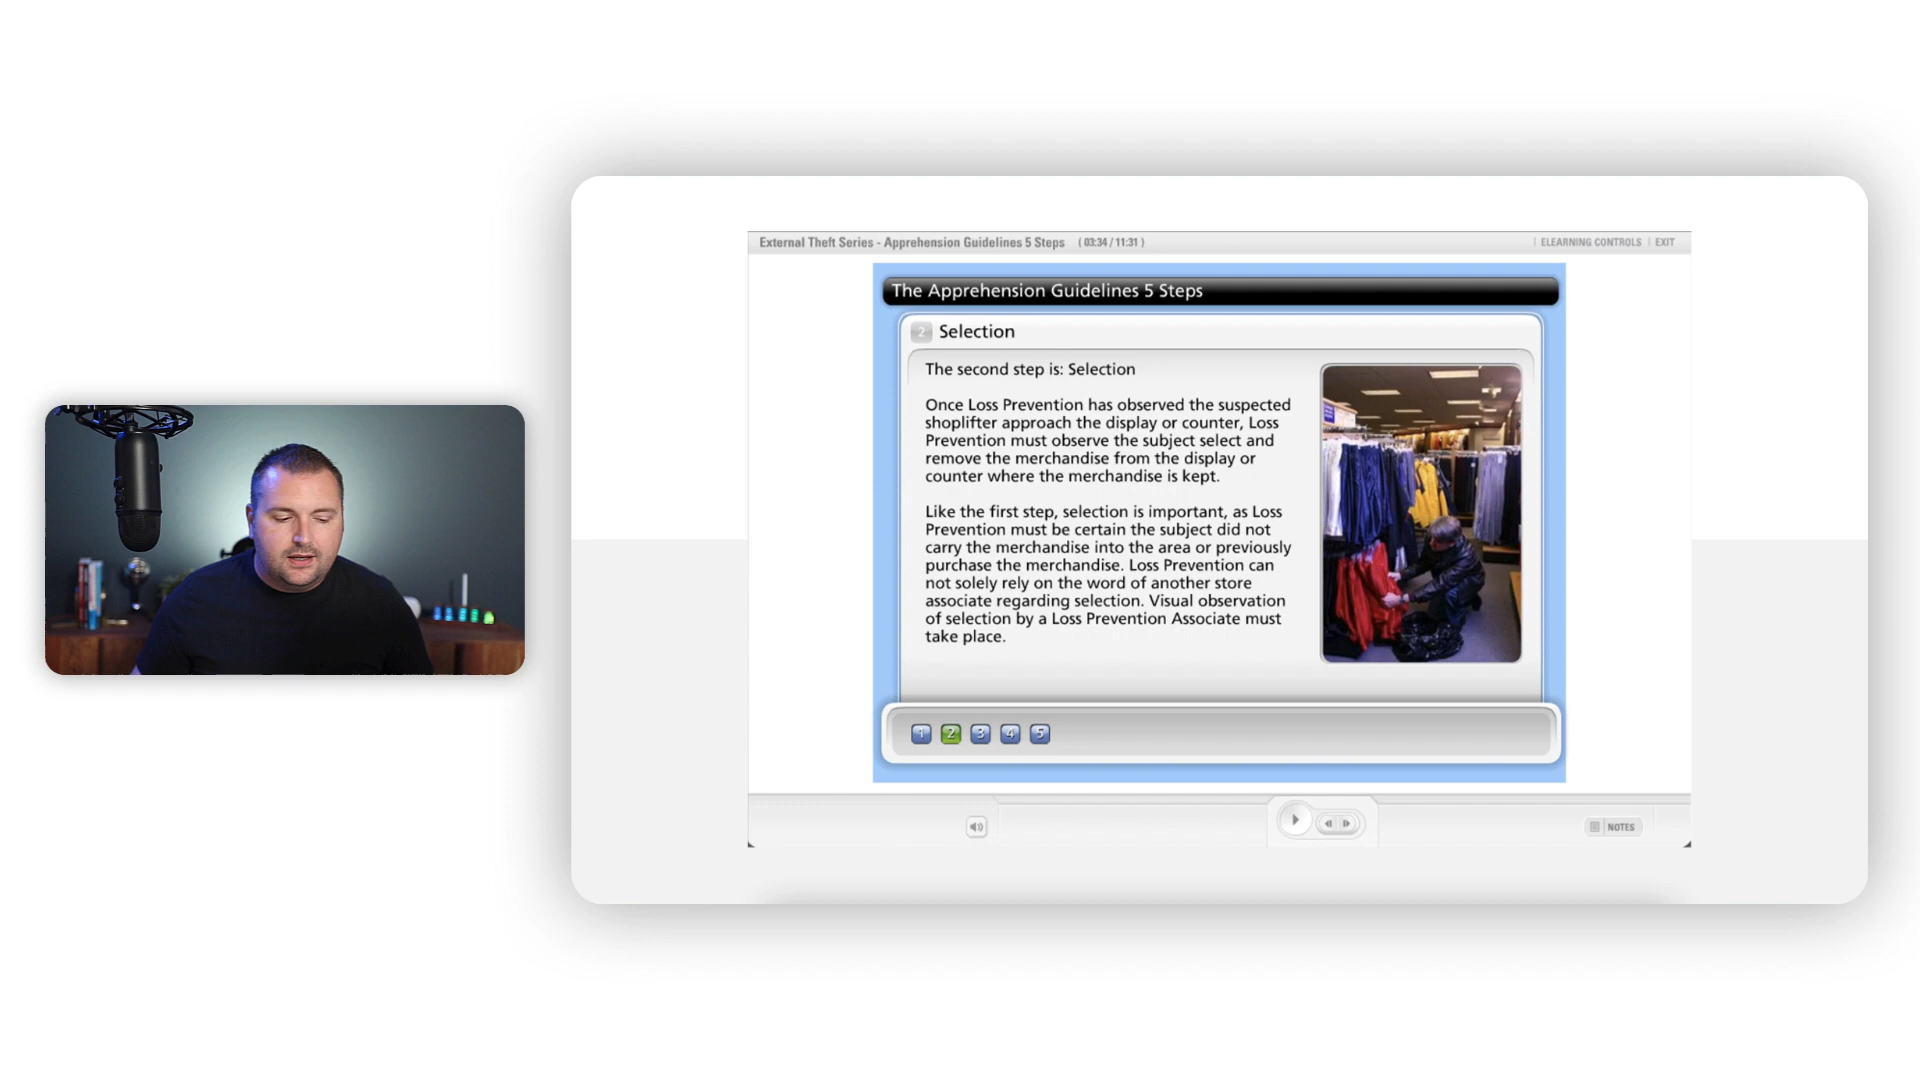 External Theft Series - Apprehension Guidelines 5 Steps ( 03:34 / 11:31 )
ELEARNING CONTROLS | EXIT
The Apprehension Guidelines 5 Steps
2 Selection
The second step is: Selection
Once Loss Prevention has observed the suspected
shoplifter approach the display or counter, Loss
Prevention must observe the subject select and
remove the merchandise from the display or
counter where the merchandise is kept.
Like the first step, selection is important, as Loss
Prevention must be certain the subject did not
carry the merchandise into the area or previously
purchase the merchandise. Loss Prevention can
not solely rely on the word of another store
associate regarding selection. Visual observation
of selection by a Loss Prevention Associate must
take place.
1 2 3 4 5
NOTES